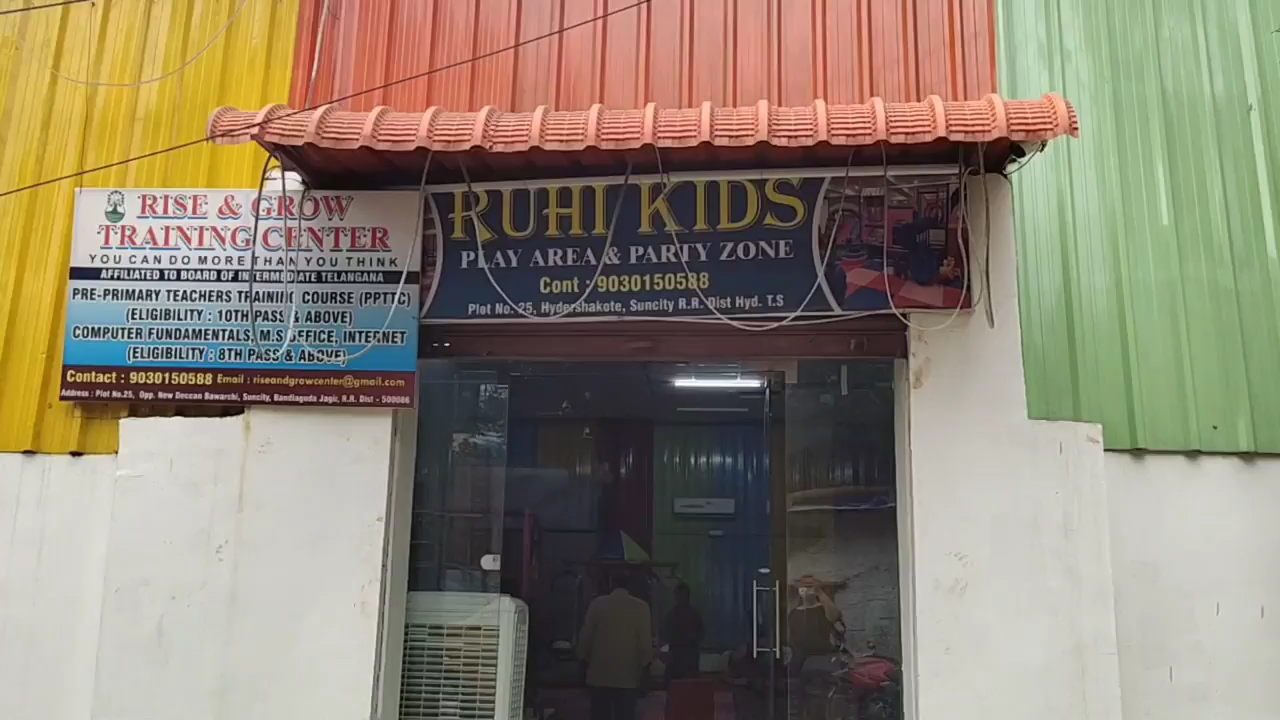 RISE & GROW
TRAINING CENTER
YOU CAN DO MORE THAN YOU THINK
AFFILIATED TO BOARD OF INTERMEDIATE TELANGANA
PRE-PRIMARY TEACHERS TRAINING COURSE (PPTTC)
(ELIGIBILITY : 10TH PASS & ABOVE)
COMPUTER FUNDAMENTALS, M.S OFFICE, INTERNET
(ELIGIBILITY : 8TH PASS & ABOVE)
Contact : 9030150588 Email : riseandgrowcenter@gmail.com
Address : Plot No.25, Opp. New Deccan Bawarchi, Suncity, Bandlaguda Jagir, R.R. Dist - 500086
RUHI KIDS
PLAY AREA & PARTY ZONE
Cont : 9030150588
Plot No. 25, Hydershakote, Suncity R.R. Dist Hyd. T.S